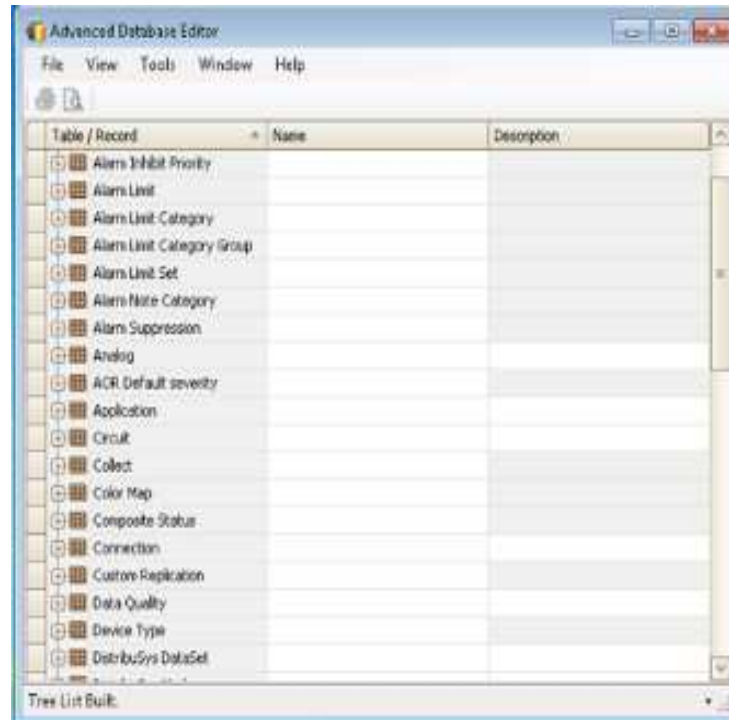 Advanced Database Editor
File View Tools Window Help
Table / Record Name Description
Alarm Inhibit Priority
Alarm Limit
Alarm Limit Category
Alarm Limit Category Group
Alarm Limit Set
Alarm Note Category
Alarm Suppression
Analog
AOR Default severity
Application
Circuit
Collect
Color Map
Composite Status
Connection
Custom Replication
Data Quality
Device Type
DistribuSys DataSet
Tree List Built.